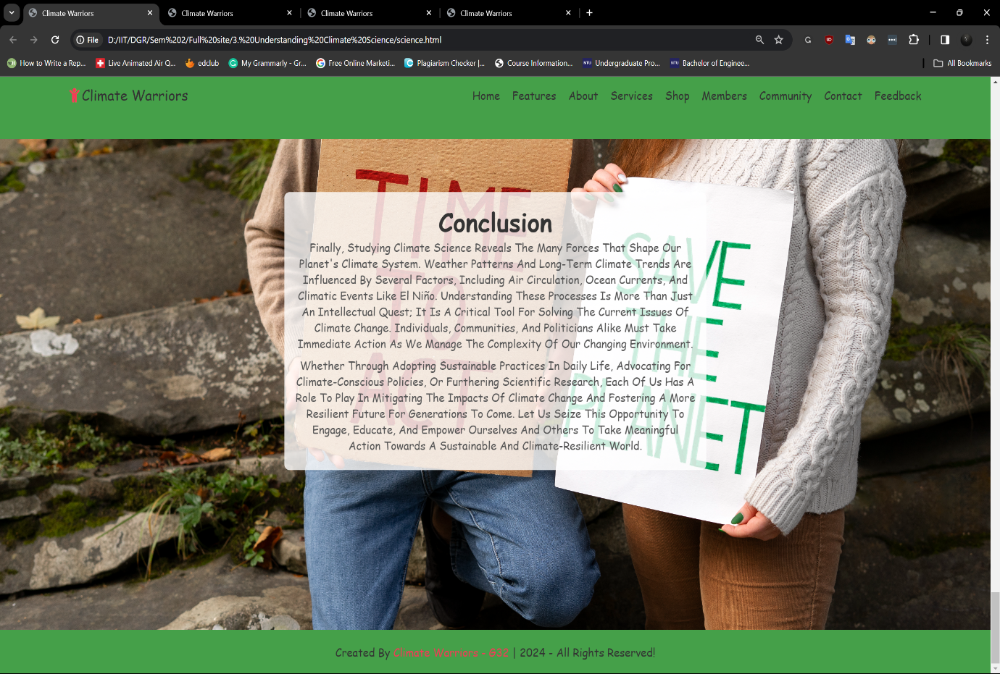 Climate Warriors
Climate Warriors
Climate Warriors
Climate Warriors
File D:/IIT/DGR/Sem%202/Full%20site/3.%20Understanding%20Climate%20Science/science.html
How to Write a Rep... Live Animated Air Q... edclub My Grammarly - Gr... Free Online Marketi... Plagiarism Checker |... Course Information... NTU Undergraduate Pro... NTU Bachelor of Enginee... All Bookmarks
Climate Warriors Home Features About Services Shop Members Community Contact Feedback
TIME
TO
ACT
SAVE
THE
PLANET
Conclusion
Finally, Studying Climate Science Reveals The Many Forces That Shape Our
Planet's Climate System. Weather Patterns And Long-Term Climate Trends Are
Influenced By Several Factors, Including Air Circulation, Ocean Currents, And
Climatic Events Like El Niño. Understanding These Processes Is More Than Just
An Intellectual Quest; It Is A Critical Tool For Solving The Current Issues Of
Climate Change. Individuals, Communities, And Politicians Alike Must Take
Immediate Action As We Manage The Complexity Of Our Changing Environment.
Whether Through Adopting Sustainable Practices In Daily Life, Advocating For
Climate-Conscious Policies, Or Furthering Scientific Research, Each Of Us Has A
Role To Play In Mitigating The Impacts Of Climate Change And Fostering A More
Resilient Future For Generations To Come. Let Us Seize This Opportunity To
Engage, Educate, And Empower Ourselves And Others To Take Meaningful
Action Towards A Sustainable And Climate-Resilient World.
Created By Climate Warriors - G32 | 2024 - All Rights Reserved!